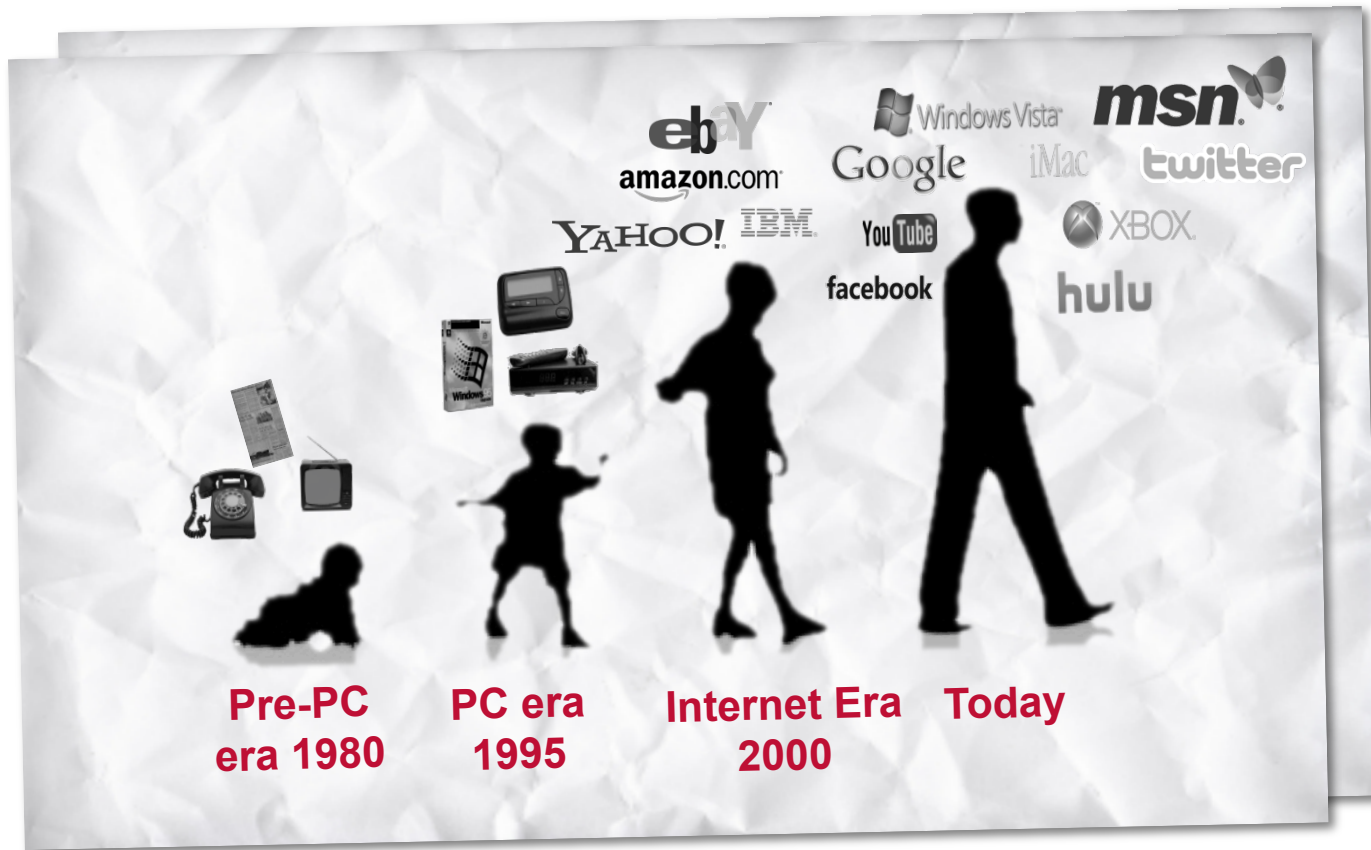 ebaY
Windows Vista
msn
amazon.com
Google
iMac
twitter
YAHOO!
IBM
YouTube
XBOX
facebook
hulu
Windows
Pre-PC
era 1980
PC era
1995
Internet Era
2000
Today